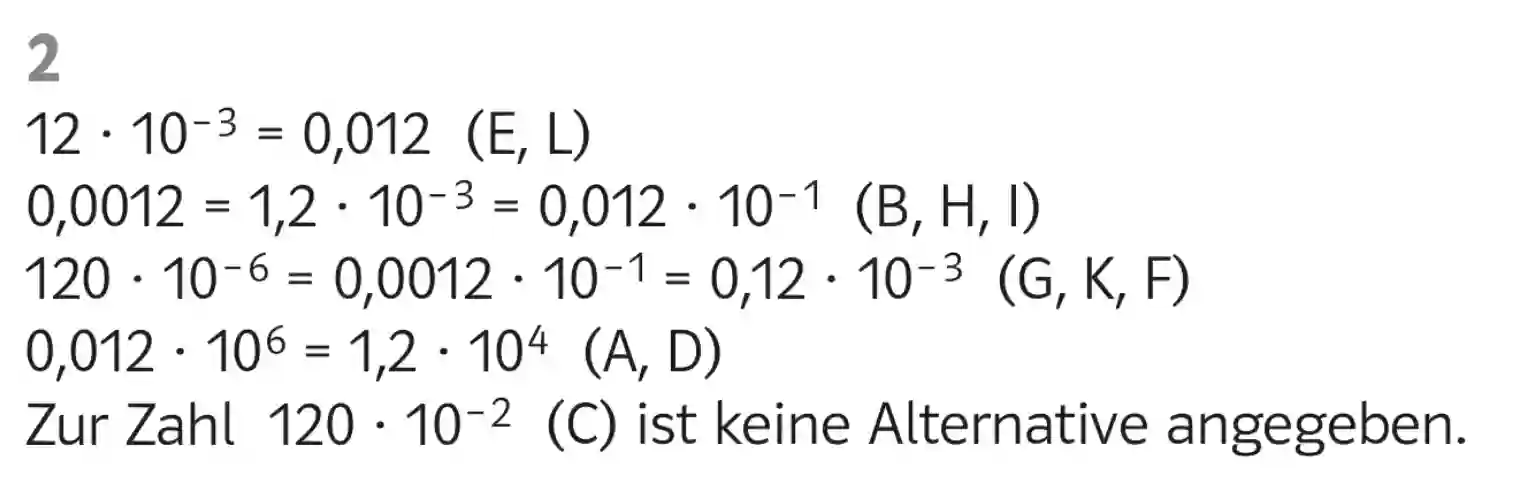 2
12 · 10⁻³ = 0,012 (E, L)
0,0012 = 1,2 · 10⁻³ = 0,012 · 10⁻¹ (B, H, I)
120 · 10⁻⁶ = 0,0012 · 10⁻¹ = 0,12 · 10⁻³ (G, K, F)
0,012 · 10⁶ = 1,2 · 10⁴ (A, D)
Zur Zahl 120 · 10⁻² (C) ist keine Alternative angegeben.